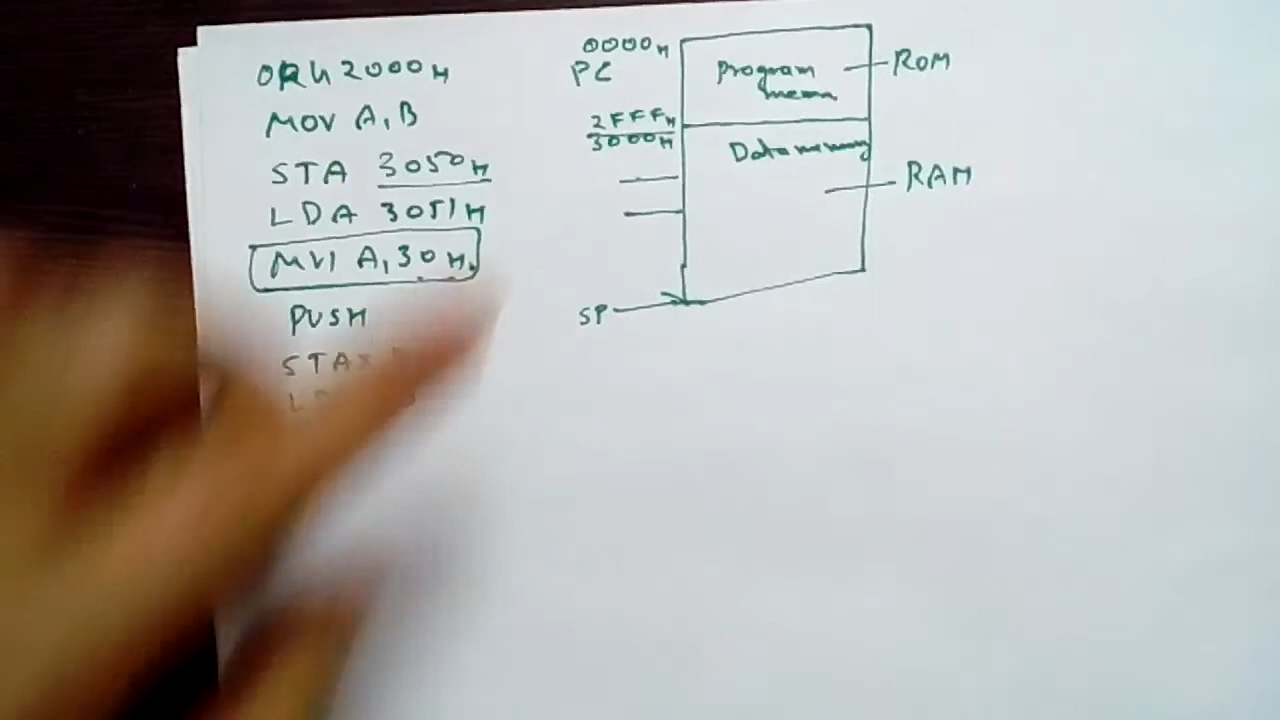 ORG 2000H
MOV A,B
STA 3050H
LDA 3051H
MVI A,30H.
PUSH
STAX
0000H
PC
2FFFH
3000H
SP
Program
Data memory
ROM
RAM